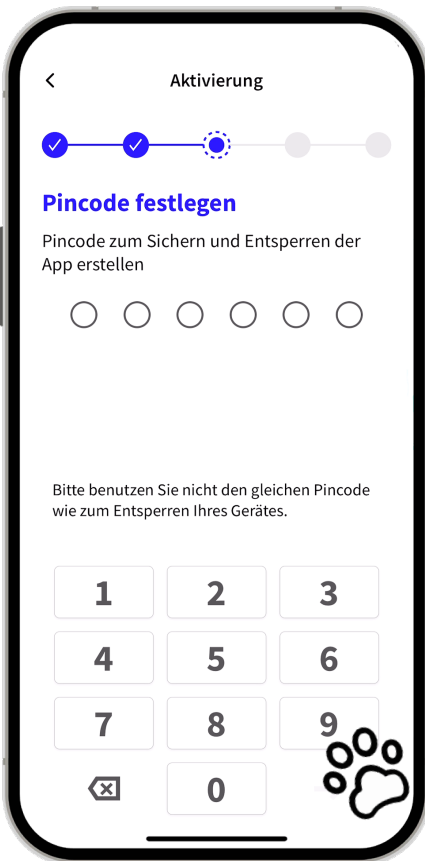 Aktivierung
Pincode festlegen
Pincode zum Sichern und Entsperren der
App erstellen
Bitte benutzen Sie nicht den gleichen Pincode
wie zum Entsperren Ihres Gerätes.
1 2 3
4 5 6
7 8 9
0